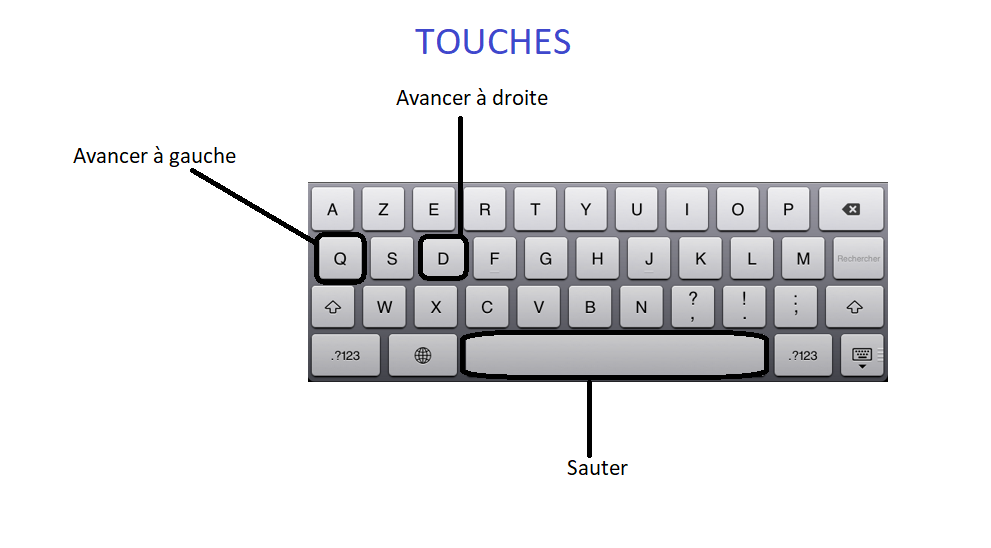 TOUCHES
Avancer à droite
Avancer à gauche
A Z E R T Y U I O P
Q S D F G H J K L M Rechercher
W X C V B N ? , ! . : ;
.?123 .?123
Sauter